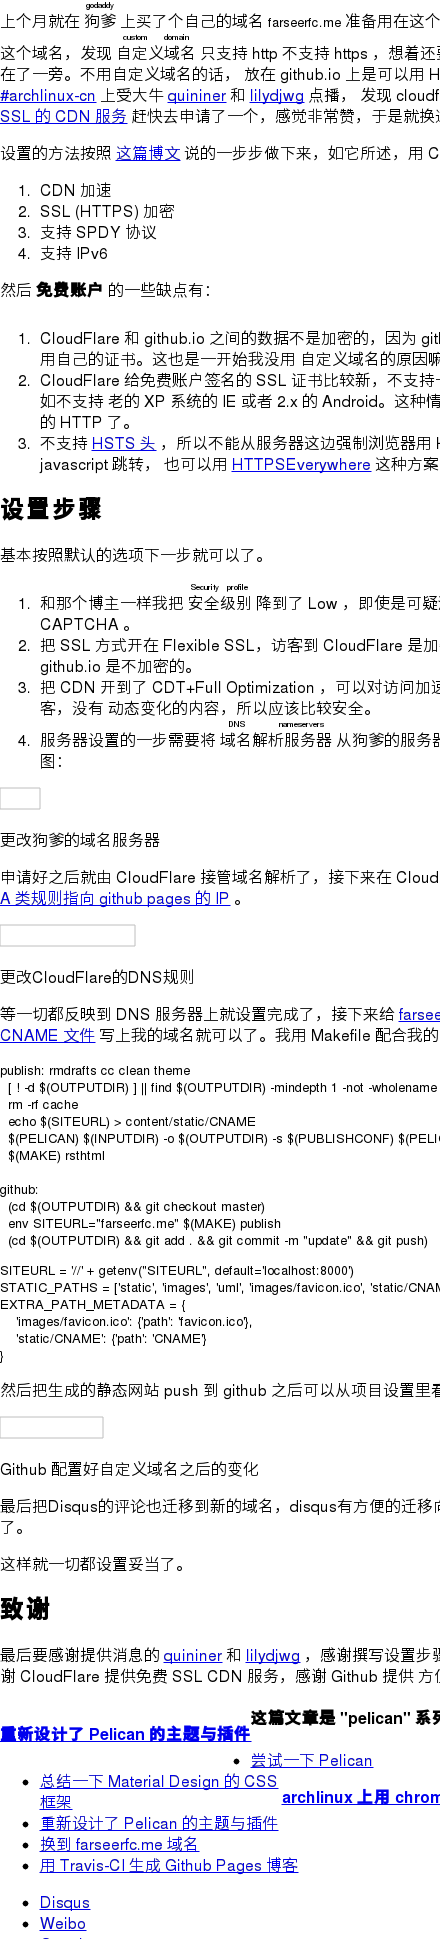 godaddy
上个月就在 狗爹 上买了个自己的域名 farseerfc.me 准备用在这个
custom domain
这个域名，发现 自定义域名 只支持 http 不支持 https ，想着还要
在了一旁。不用自定义域名的话， 放在 github.io 上是可以用 H
#archlinux-cn 上受大牛 quininer 和 lilydjwg 点播， 发现 cloudf
SSL 的 CDN 服务 赶快去申请了一个，感觉非常赞，于是就换过
设置的方法按照 这篇博文 说的一步步做下来，如它所述，用 C
1. CDN 加速
2. SSL (HTTPS) 加密
3. 支持 SPDY 协议
4. 支持 IPv6
然后 免费账户 的一些缺点有：
1. CloudFlare 和 github.io 之间的数据不是加密的，因为 gith
用自己的证书。这也是一开始我没用 自定义域名的原因嘛
2. CloudFlare 给免费账户签名的 SSL 证书比较新，不支持一
如不支持 老的 XP 系统的 IE 或者 2.x 的 Android。这种情
的 HTTP 了。
3. 不支持 HSTS 头 ，所以不能从服务器这边强制浏览器用 H
javascript 跳转， 也可以用 HTTPSEverywhere 这种方案
设置步骤
基本按照默认的选项下一步就可以了。
Security profile
1. 和那个博主一样我把 安全级别 降到了 Low ，即使是可疑
CAPTCHA 。
2. 把 SSL 方式开在 Flexible SSL，访客到 CloudFlare 是加
github.io 是不加密的。
3. 把 CDN 开到了 CDT+Full Optimization ，可以对访问加速
客，没有 动态变化的内容，所以应该比较安全。
DNS nameservers
4. 服务器设置的一步需要将 域名解析服务器 从狗爹的服务器
图：
更改狗爹的域名服务器
申请好之后就由 CloudFlare 接管域名解析了，接下来在 Cloud
A 类规则指向 github pages 的 IP 。
更改CloudFlare的DNS规则
等一切都反映到 DNS 服务器上就设置完成了，接下来给 farsee
CNAME 文件 写上我的域名就可以了。我用 Makefile 配合我的
publish: rmdrafts cc clean theme
[ ! -d $(OUTPUTDIR) ] || find $(OUTPUTDIR) -mindepth 1 -not -wholename
rm -rf cache
echo $(SITEURL) > content/static/CNAME
$(PELICAN) $(INPUTDIR) -o $(OUTPUTDIR) -s $(PUBLISHCONF) $(PELIC
$(MAKE) rsthtml
github:
(cd $(OUTPUTDIR) && git checkout master)
env SITEURL="farseerfc.me" $(MAKE) publish
(cd $(OUTPUTDIR) && git add . && git commit -m "update" && git push)
SITEURL = '//' + getenv("SITEURL", default='localhost:8000')
STATIC_PATHS = ['static', 'images', 'uml', 'images/favicon.ico', 'static/CNAM
EXTRA_PATH_METADATA = {
'images/favicon.ico': {'path': 'favicon.ico'},
'static/CNAME': {'path': 'CNAME'}
}
然后把生成的静态网站 push 到 github 之后可以从项目设置里看
Github 配置好自定义域名之后的变化
最后把Disqus的评论也迁移到新的域名，disqus有方便的迁移向
了。
这样就一切都设置妥当了。
致谢
最后要感谢提供消息的 quininer 和 lilydjwg ，感谢撰写设置步骤
谢 CloudFlare 提供免费 SSL CDN 服务，感谢 Github 提供 方便
这篇文章是 "pelican" 系列
重新设计了 Pelican 的主题与插件
尝试一下 Pelican
总结一下 Material Design 的 CSS
框架
archlinux 上用 chrom
重新设计了 Pelican 的主题与插件
换到 farseerfc.me 域名
用 Travis-CI 生成 Github Pages 博客
Disqus
Weibo